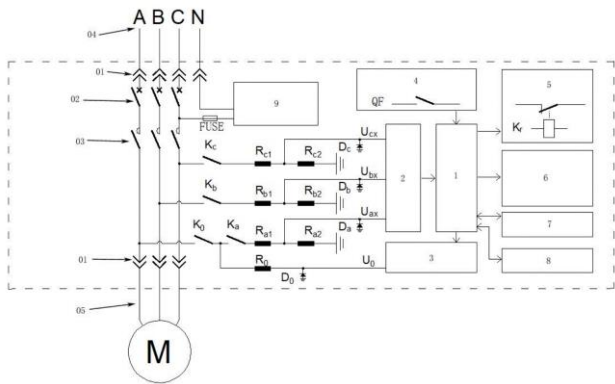 A B C N
04
01
02
03
FUSE
9
4
QF
5
Kr
Kc
Rc1
Rc2
Dc
Ucx
Kb
Rb1
Rb2
Db
Ubx
2
1
6
K0
Ka
Ra1
Ra2
Da
Uax
7
01
R0
D0
U0
3
8
05
M